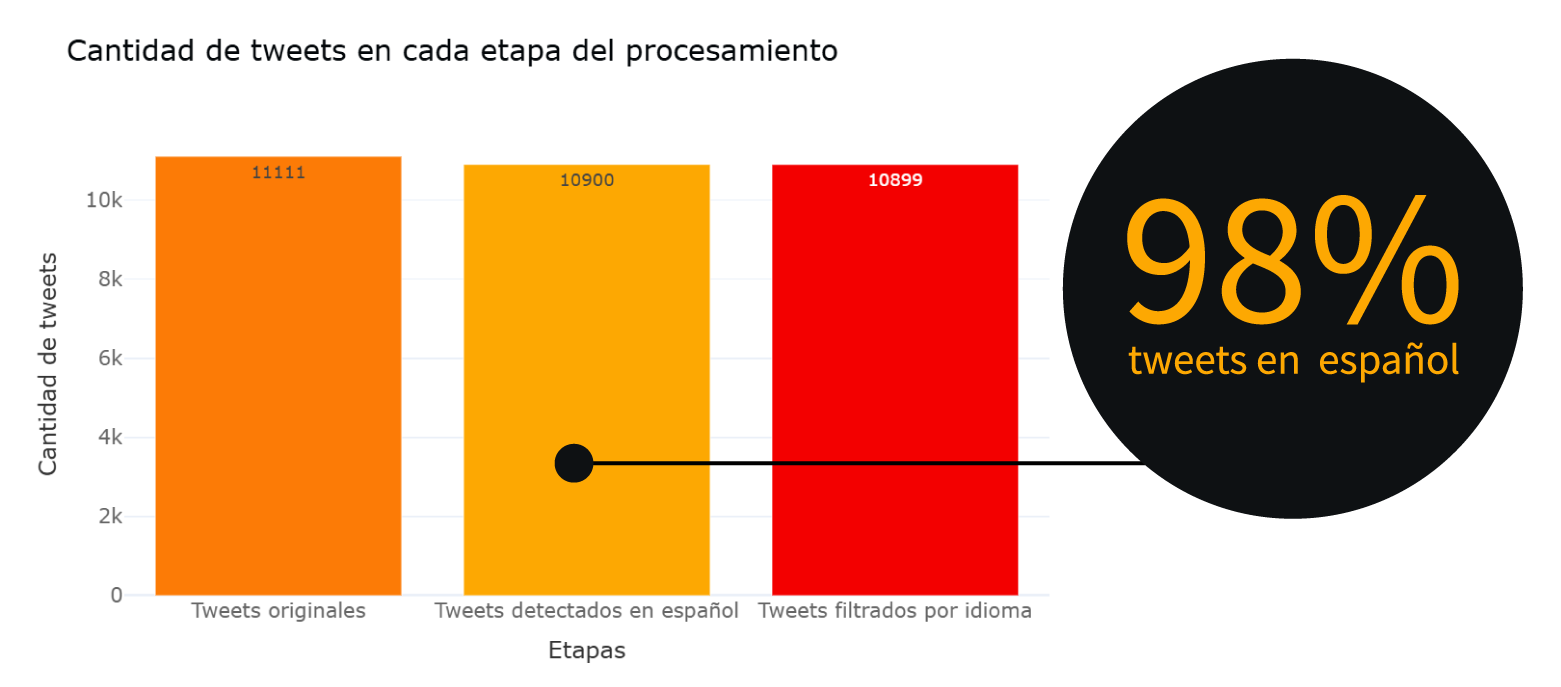 Cantidad de tweets en cada etapa del procesamiento
Cantidad de tweets
10k
8k
6k
4k
2k
0
11111
10900
10899
Tweets originales
Tweets detectados en español
Tweets filtrados por idioma
Etapas
98%
tweets en español